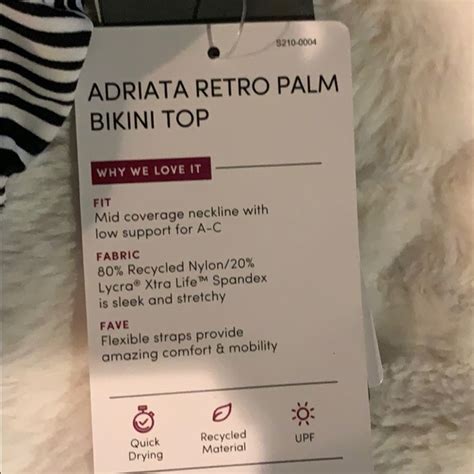 S210-0004
ADRIATA RETRO PALM
BIKINI TOP
WHY WE LOVE IT
FIT
Mid coverage neckline with
low support for A-C
FABRIC
80% Recycled Nylon/20%
Lycra® Xtra Life™ Spandex
is sleek and stretchy
FAVE
Flexible straps provide
amazing comfort & mobility
Quick
Drying
Recycled
Material
UPF